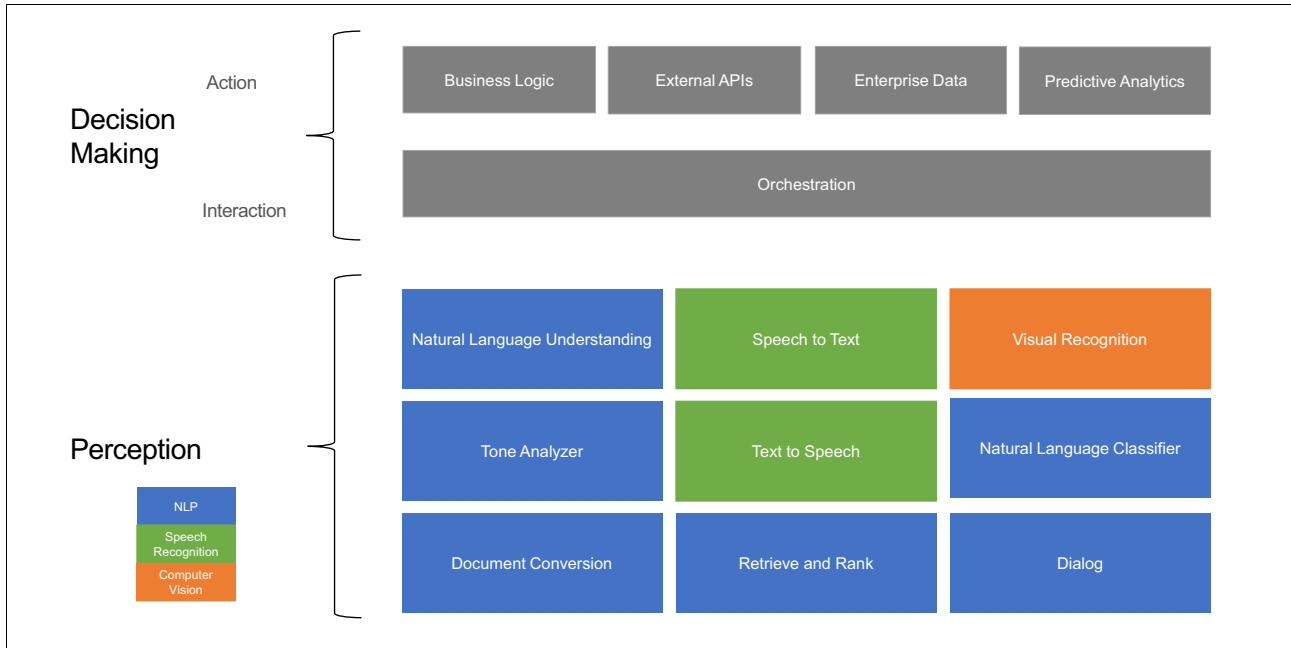 Action
Business Logic
External APIs
Enterprise Data
Predictive Analytics
Decision
Making
Orchestration
Interaction
Natural Language Understanding
Speech to Text
Visual Recognition
Perception
Tone Analyzer
Text to Speech
Natural Language Classifier
NLP
Speech
Recognition
Computer
Vision
Document Conversion
Retrieve and Rank
Dialog